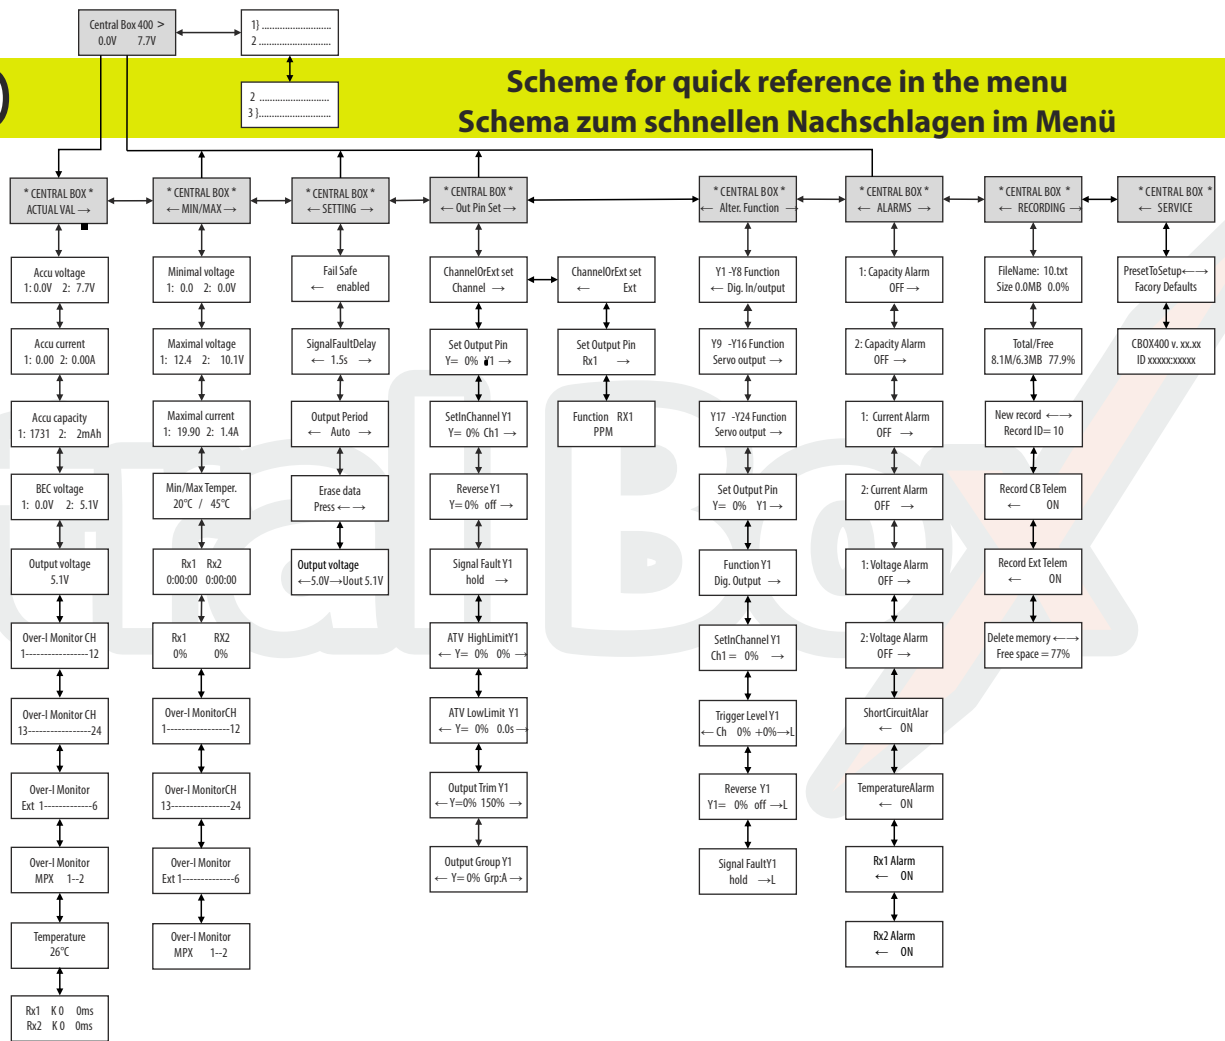 Central Box 400 >
0.0V 7.7V
1} ...........................
2 ............................
2 ...........................
3 }............................
Scheme for quick reference in the menu
Schema zum schnellen Nachschlagen im Menü
* CENTRAL BOX *
ACTUAL VAL →
Accu voltage
1: 0.0V 2: 7.7V
Accu current
1: 0.00 2: 0.00A
Accu capacity
1: 1731 2: 2mAh
BEC voltage
1: 0.0V 2: 5.1V
Output voltage
5.1V
Over-I Monitor CH
1-----------------12
Over-I Monitor CH
13-----------------24
Over-I Monitor
Ext 1-------------6
Over-I Monitor
MPX 1--2
Temperature
26°C
Rx1 K 0 0ms
Rx2 K 0 0ms
* CENTRAL BOX *
← MIN/MAX →
Minimal voltage
1: 0.0 2: 0.0V
Maximal voltage
1: 12.4 2: 10.1V
Maximal current
1: 19.90 2: 1.4A
Min/Max Temper.
20°C / 45°C
Rx1 Rx2
0:00:00 0:00:00
Rx1 RX2
0% 0%
Over-I MonitorCH
1-----------------12
Over-I MonitorCH
13----------------24
Over-I Monitor
Ext 1--------------6
Over-I Monitor
MPX 1--2
* CENTRAL BOX *
← SETTING →
Fail Safe
← enabled
SignalFaultDelay
← 1.5s →
Output Period
← Auto →
Erase data
Press ← →
Output voltage
←5.0V→Uout 5.1V
* CENTRAL BOX *
← Out Pin Set →
ChannelOrExt set
Channel →
Set Output Pin
Y= 0% Y1 →
SetInChannel Y1
Y= 0% Ch1 →
Reverse Y1
Y= 0% off →
Signal Fault Y1
hold →
ATV HighLimitY1
← Y= 0% 0% →
ATV LowLimit Y1
← Y= 0% 0.0s→
Output Trim Y1
← Y=0% 150% →
Output Group Y1
← Y= 0% Grp:A →
ChannelOrExt set
← Ext
Set Output Pin
Rx1 →
Function RX1
PPM
* CENTRAL BOX *
← Alter. Function →
Y1 -Y8 Function
← Dig. In/output
Y9 -Y16 Function
Servo output →
Y17 -Y24 Function
Servo output →
Set Output Pin
Y= 0% Y1 →
Function Y1
Dig. Output →
SetInChannel Y1
Ch1 = 0% →
Trigger Level Y1
← Ch 0% +0%→L
Reverse Y1
Y1= 0% off →L
Signal FaultY1
hold →L
* CENTRAL BOX *
← ALARMS →
1: Capacity Alarm
OFF →
2: Capacity Alarm
OFF →
1: Current Alarm
OFF →
2: Current Alarm
OFF →
1: Voltage Alarm
OFF →
2: Voltage Alarm
OFF →
ShortCircuitAlar
← ON
TemperatureAlarm
← ON
Rx1 Alarm
← ON
Rx2 Alarm
← ON
* CENTRAL BOX *
← RECORDING →
FileName: 10.txt
Size 0.0MB 0.0%
Total/Free
8.1M/6.3MB 77.9%
New record ←→
Record ID= 10
Record CB Telem
← ON
Record Ext Telem
← ON
Delete memory ←→
Free space = 77%
* CENTRAL BOX *
← SERVICE
PresetToSetup←→
Facory Defaults
CBOX400 v. xx.xx
ID xxxxx:xxxxx